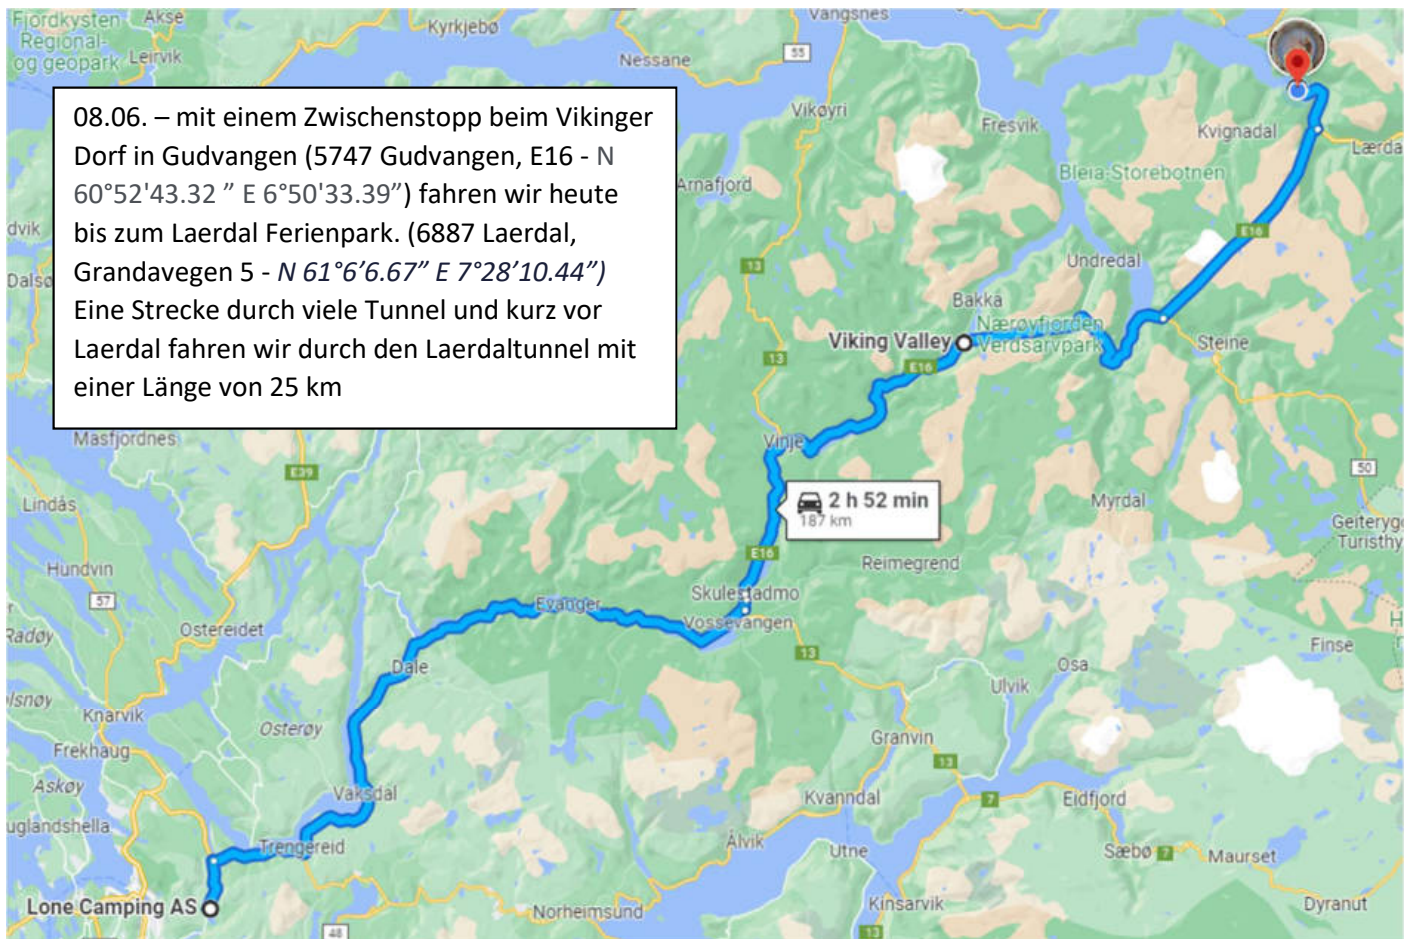 Fjordkysten
Regional-
og geopark
Akse
Leirvik
Kyrkjebø
Nessane
55
Vangsnes
Vikøyri
Fresvik
Kvignadal
Lærda
Bleia-Storebotnen
Arnafjord
08.06. – mit einem Zwischenstopp beim Vikinger
Dorf in Gudvangen (5747 Gudvangen, E16 - N
60°52'43.32 ” E 6°50'33.39”) fahren wir heute
bis zum Laerdal Ferienpark. (6887 Laerdal,
Grandavegen 5 - N 61°6’6.67” E 7°28’10.44”)
Eine Strecke durch viele Tunnel und kurz vor
Laerdal fahren wir durch den Laerdaltunnel mit
einer Länge von 25 km
dvik
Dalsø
E16
13
Undredal
Bakka
Nærøyfjorden
Verdsarvpark
Viking Valley
Steine
13
E16
Masfjordnes
Vinje
E39
50
Lindås
2 h 52 min
187 km
Myrdal
Geiteryg
Turisthy
E16
Reimegrend
Hundvin
57
Skulestadmo
Evanger
Vossevangen
Radøy
Ostereidet
13
Finse
Dale
Osa
Ulvik
Knarvik
Osterøy
Granvin
Frekhaug
13
Askøy
Vaksdal
Kvanndal
7
Eidfjord
uglandshella
Trengereid
Ålvik
Utne
Sæbø
7
Maurset
Lone Camping AS
Norheimsund
Kinsarvik
Dyranut
48
13